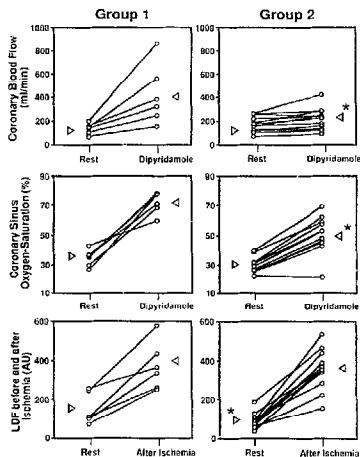 Group 1
Group 2
Coronary Blood Flow
(ml/min)
1000
800
600
400
200
0
Rest
Dipyridamole
1000
800
600
400
200
0
*
Rest
Dipyridamole
Coronary Sinus
Oxygen-Saturation (%)
90
70
50
30
10
Rest
Dipyridamole
90
70
50
30
10
*
Rest
Dipyridamole
LDF before and after
Ischemia (AU)
600
400
200
0
Rest
After Ischemia
600
400
200
0
*
Rest
After Ischemia